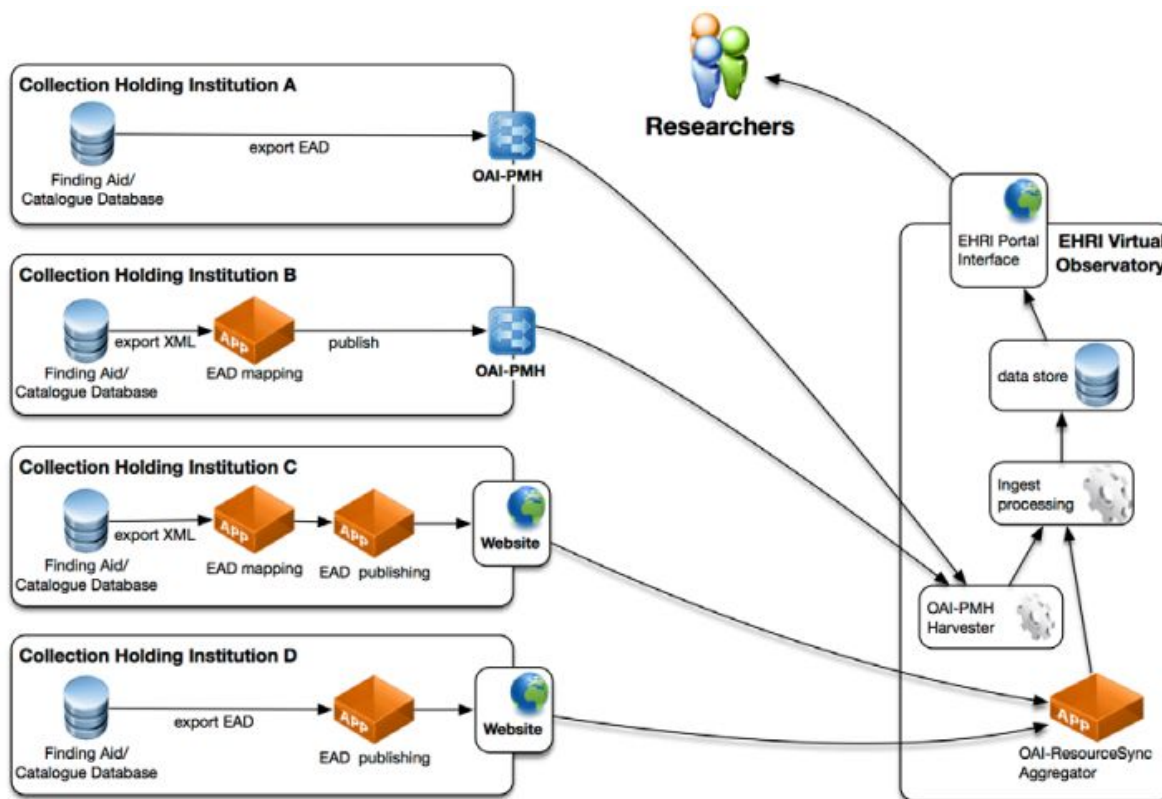 Researchers
Collection Holding Institution A
export EAD
OAI-PMH
Finding Aid/
Catalogue Database
Collection Holding Institution B
export XML
APP
publish
EAD mapping
OAI-PMH
Finding Aid/
Catalogue Database
Collection Holding Institution C
export XML
APP
APP
Website
EAD mapping
EAD publishing
Finding Aid/
Catalogue Database
Collection Holding Institution D
export EAD
APP
Website
EAD publishing
Finding Aid/
Catalogue Database
EHRI Portal
Interface
EHRI Virtual
Observatory
data store
Ingest
processing
OAI-PMH
Harvester
APP
OAI-ResourceSync
Aggregator